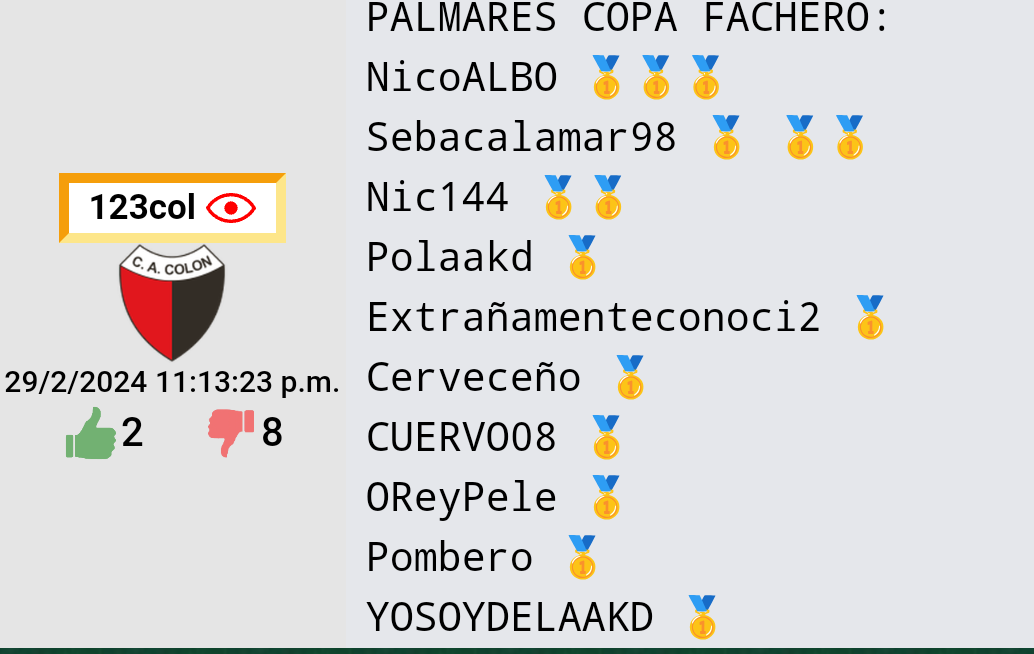 123col
C. A. COLON
29/2/2024 11:13:23 p.m.
2 8
PALMARES COPA FACHERO:
NicoALBO 🥇🥇🥇
Sebacalamar98 🥇 🥇🥇
Nic144 🥇🥇
Polaakd 🥇
Extrañamenteconoci2 🥇
Cerveceño 🥇
CUERVO08 🥇
OReyPele 🥇
Pombero 🥇
YOSOYDELAAKD 🥇